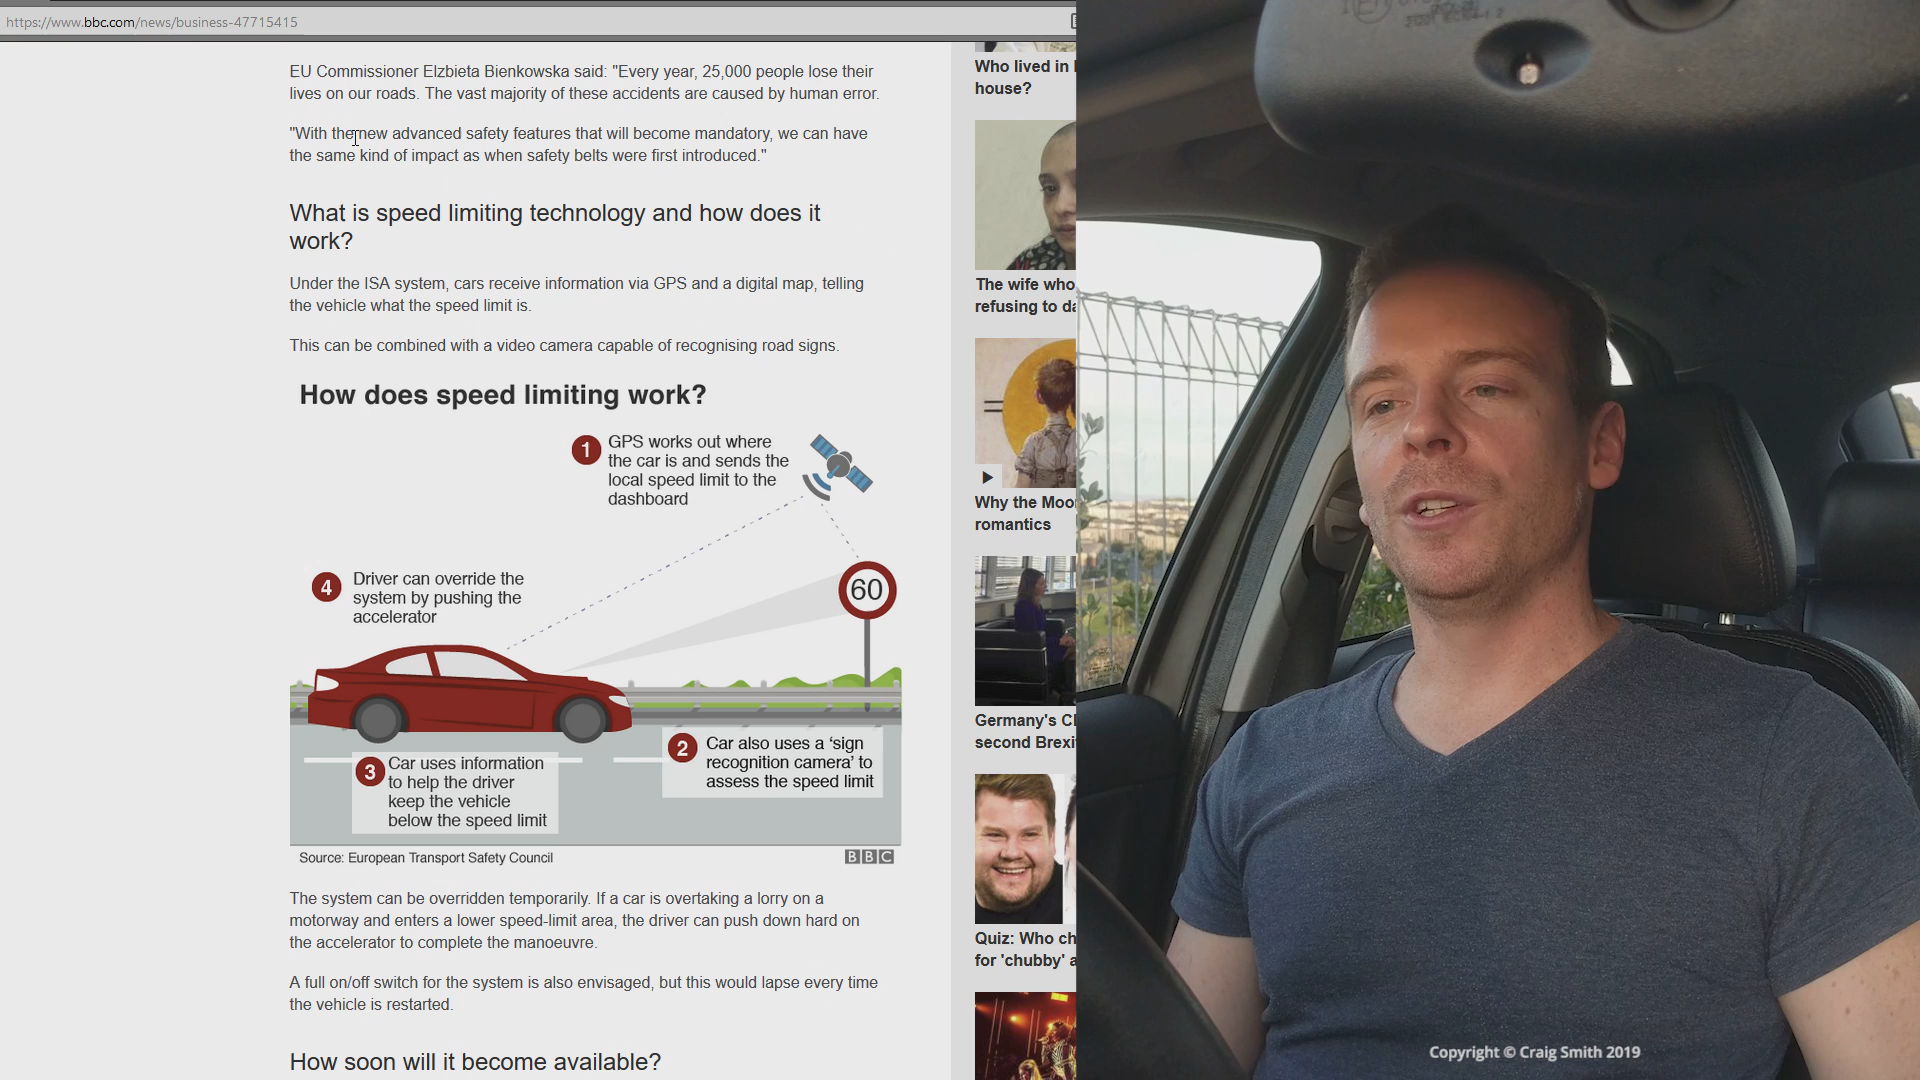 https://www.bbc.com/news/business-47715415
EU Commissioner Elzbieta Bienkowska said: "Every year, 25,000 people lose their
lives on our roads. The vast majority of these accidents are caused by human error.
"With the new advanced safety features that will become mandatory, we can have
the same kind of impact as when safety belts were first introduced."
What is speed limiting technology and how does it
work?
Under the ISA system, cars receive information via GPS and a digital map, telling
the vehicle what the speed limit is.
This can be combined with a video camera capable of recognising road signs.
How does speed limiting work?
1 GPS works out where
the car is and sends the
local speed limit to the
dashboard
4 Driver can override the
system by pushing the
accelerator
60
2 Car also uses a 'sign
recognition camera' to
assess the speed limit
3 Car uses information
to help the driver
keep the vehicle
below the speed limit
Source: European Transport Safety Council
BBC
The system can be overridden temporarily. If a car is overtaking a lorry on a
motorway and enters a lower speed-limit area, the driver can push down hard on
the accelerator to complete the manoeuvre.
A full on/off switch for the system is also envisaged, but this would lapse every time
the vehicle is restarted.
How soon will it become available?
Who lived in
house?
The wife who
refusing to
Why the
romantics
=
Germany's
second
Quiz: Who
for 'chubby'
Copyright © Craig Smith 2019